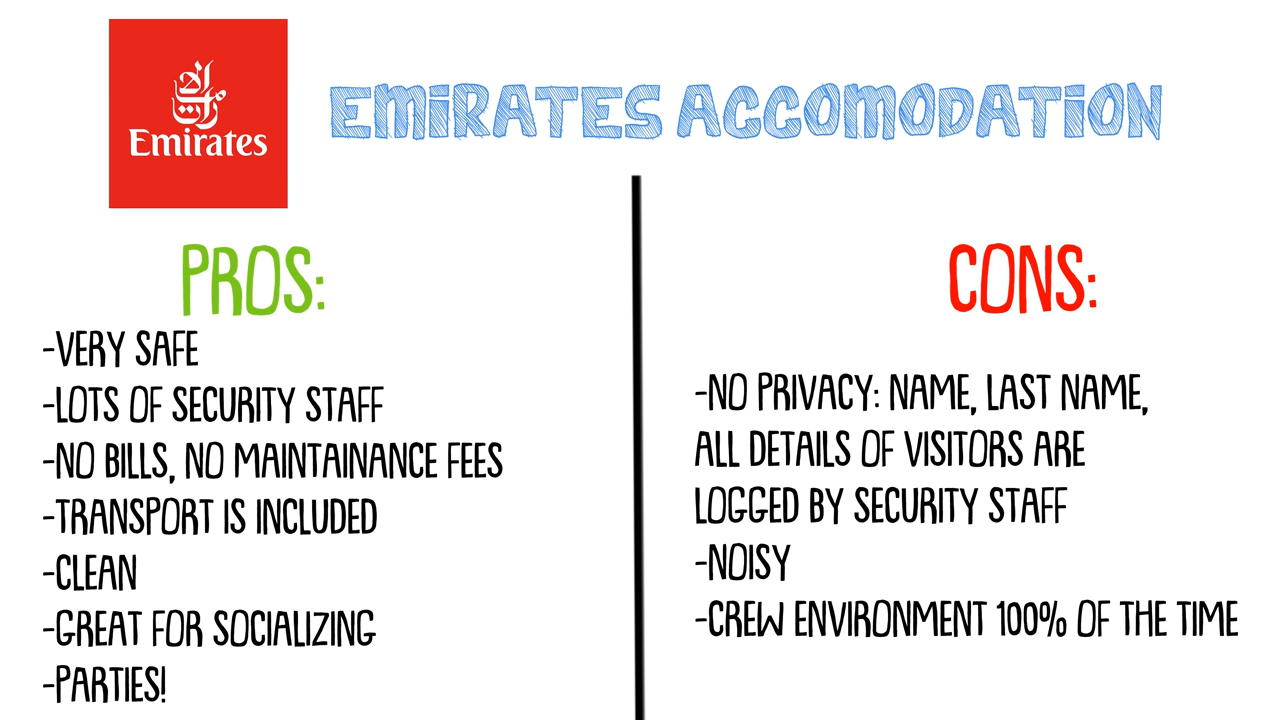 Emirates
EMiRATES ACCOMODATiON
PROS:
-VERY SAFE
-LOTS OF SECURITY STAFF
-NO BILLS, NO MAINTAINANCE FEES
-TRANSPORT IS INCLUDED
-CLEAN
-GREAT FOR SOCIALIZING
-PARTIES!
CONS:
-NO PRIVACY: NAME, LAST NAME,
ALL DETAILS OF VISITORS ARE
LOGGED BY SECURITY STAFF
-NOISY
-CREW ENVIRONMENT 100% OF THE TIME